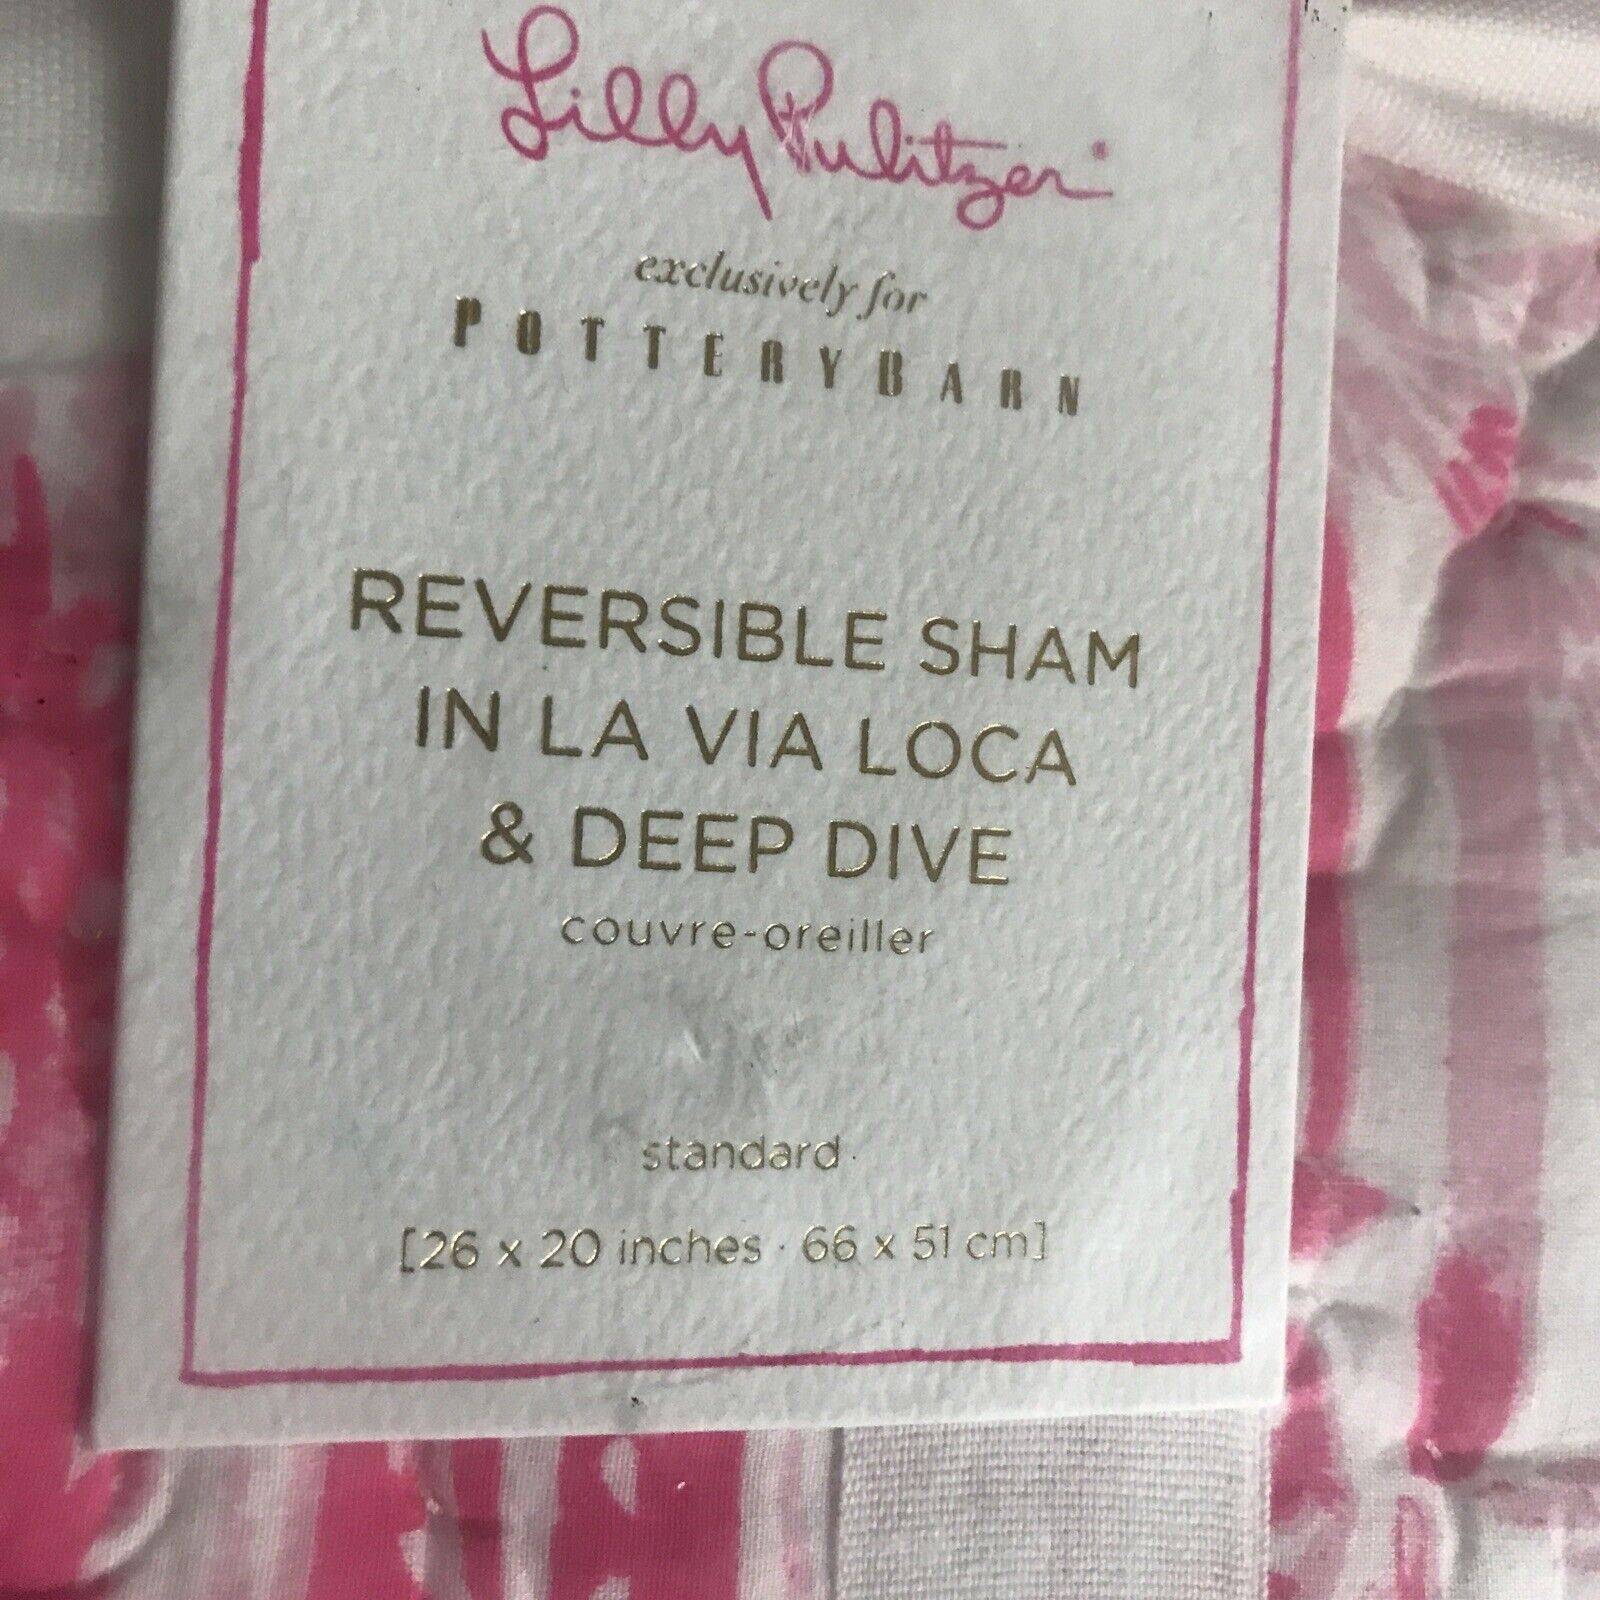 Lilly Pulitzer®
exclusively for
POTTERYBARN
REVERSIBLE SHAM
IN LA VIA LOCA
& DEEP DIVE
couvre-oreiller
standard
[26 x 20 inches · 66 x 51 cm]